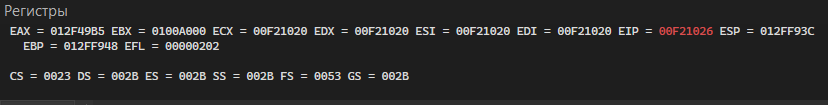 Регистры
EAX = 012F49B5 EBX = 0100A000 ECX = 00F21020 EDX = 00F21020 ESI = 00F21020 EDI = 00F21020 EIP = 00F21026 ESP = 012FF93C
EBP = 012FF948 EFL = 00000202
CS = 0023 DS = 002B ES = 002B SS = 002B FS = 0053 GS = 002B